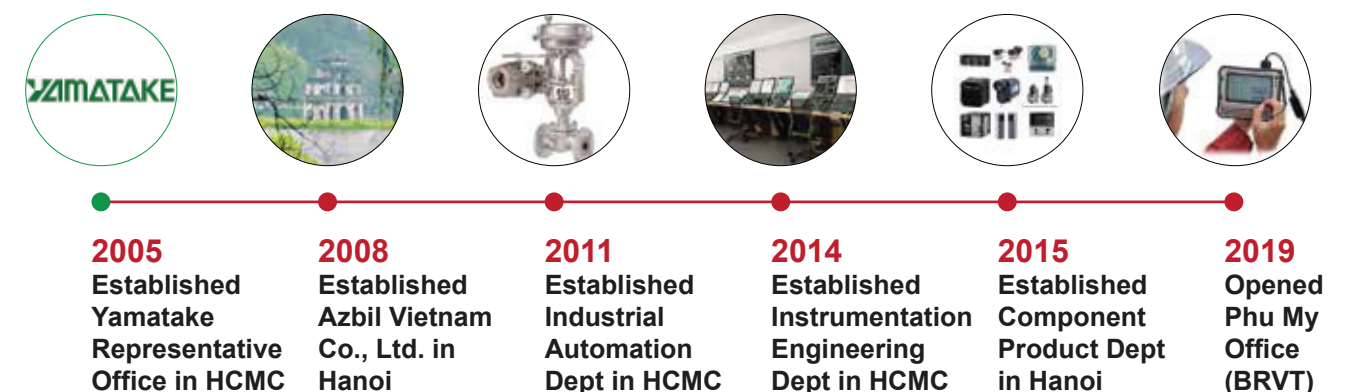 YAMATAKE
2005
Established
Yamatake
Representative
Office in HCMC
2008
Established
Azbil Vietnam
Co., Ltd. in
Hanoi
2011
Established
Industrial
Automation
Dept in HCMC
2014
Established
Instrumentation
Engineering
Dept in HCMC
2015
Established
Component
Product Dept
in Hanoi
2019
Opened
Phu My
Office
(BRVT)